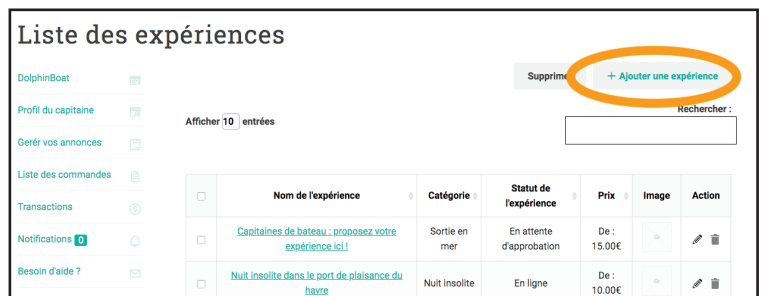 Liste des expériences
Supprimer
+ Ajouter une expérience
DolphinBoat
Profil du capitaine
Gerér vos annonces
Liste des commandes
Transactions
Notifications 0
Besoin d'aide ?
Afficher 10 entrées
Rechercher :
Nom de l'expérience
Catégorie
Statut de
l'expérience
Prix
Image
Action
Capitaines de bateau : proposez votre
expérience ici !
Sortie en
mer
En attente
d'approbation
De :
15.00€
Nuit insolite dans le port de plaisance du
havre
Nuit insolite
En ligne
De :
10.00€